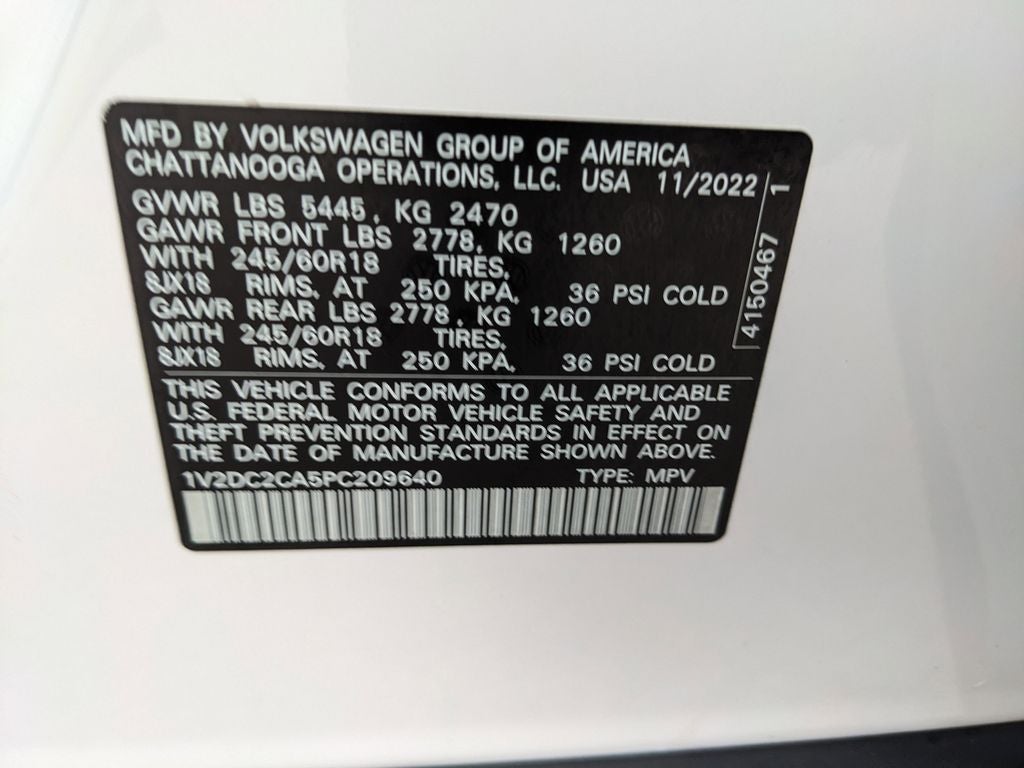 MFD BY VOLKSWAGEN GROUP OF AMERICA
CHATTANOOGA OPERATIONS, LLC. USA 11/2022
GVWR LBS 5445, KG 2470
GAWR FRONT LBS 2778, KG 1260
WITH 245/60R18 TIRES,
8JX18 RIMS, AT 250 KPA, 36 PSI COLD
GAWR REAR LBS 2778, KG 1260
WITH 245/60R18 TIRES,
8JX18 RIMS, AT 250 KPA, 36 PSI COLD
4150467 1
THIS VEHICLE CONFORMS TO ALL APPLICABLE
U.S. FEDERAL MOTOR VEHICLE SAFETY AND
THEFT PREVENTION STANDARDS IN EFFECT ON
THE DATE OF MANUFACTURE SHOWN ABOVE.
1V2DC2CA5PC209640 TYPE: MPV